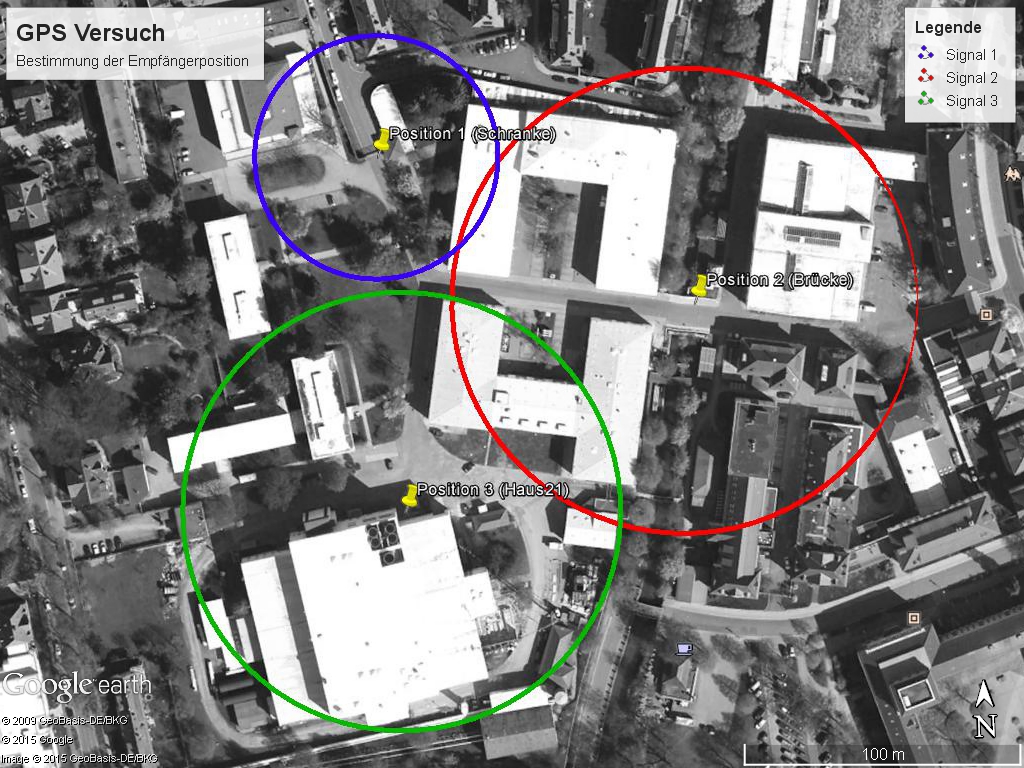 GPS Versuch
Bestimmung der Empfängerposition
Legende
Signal 1
Signal 2
Signal 3
Position 1 (Schranke)
Position 2 (Brücke)
Position 3 (Haus21)
Google earth
© 2009 GeoBasis-DE/BKG
© 2015 Google
Image © 2015 GeoBasis-DE/BKG
N
100 m